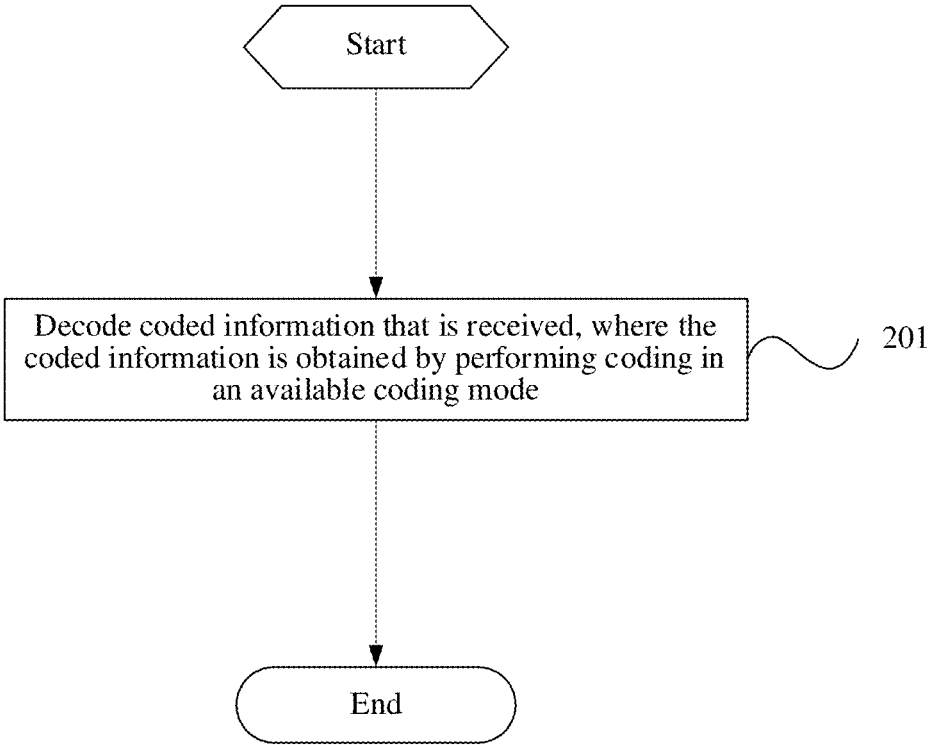 Start
Decode coded information that is received, where the
coded information is obtained by performing coding in
an available coding mode
201
End